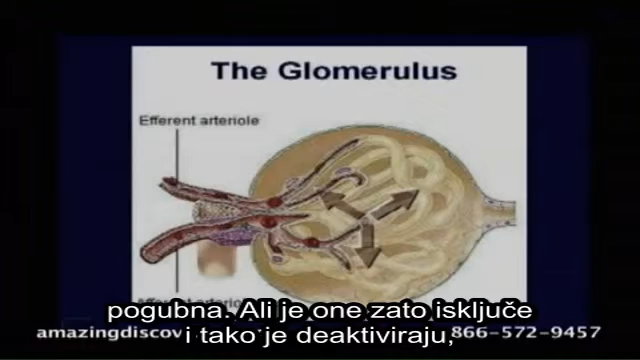 The Glomerulus
Efferent arteriole
pogubna. Ali je one zato isključe
i tako je deaktiviraju,
866-572-9457